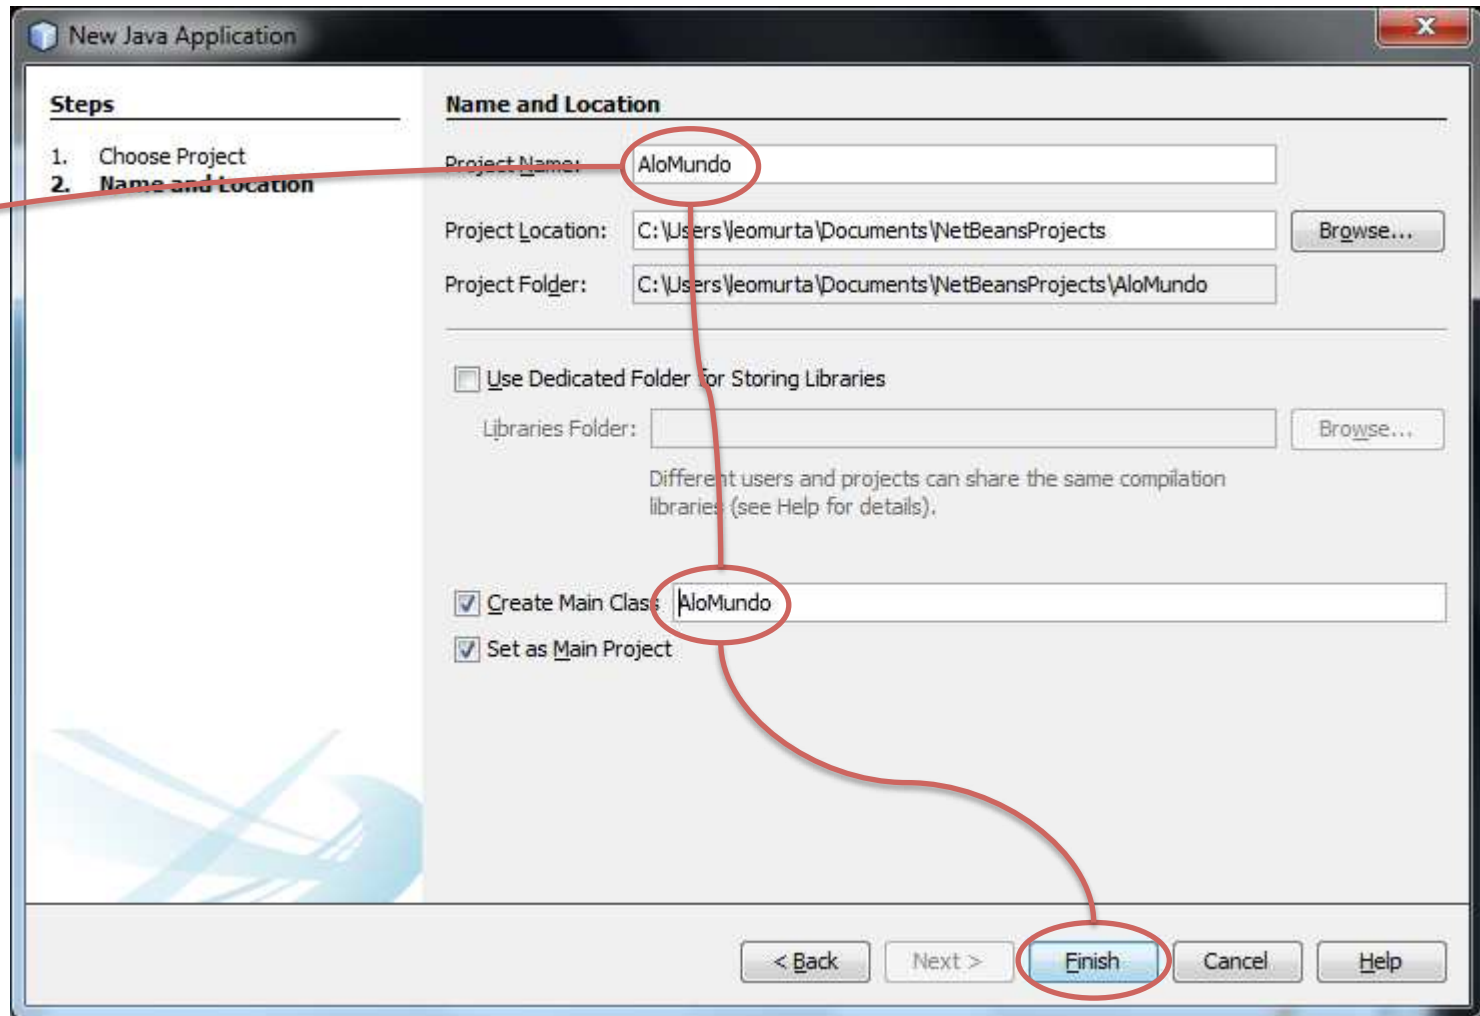 New Java Application
Steps
1. Choose Project
2. Name and Location
Name and Location
Project Name: AloMundo
Project Location: C:\Users\leomurta\Documents\NetBeansProjects Browse...
Project Folder: C:\Users\leomurta\Documents\NetBeansProjects\AloMundo
Use Dedicated Folder for Storing Libraries
Libraries Folder: Browse...
Different users and projects can share the same compilation
libraries (see Help for details).
Create Main Class AloMundo
Set as Main Project
< Back Next > Finish Cancel Help